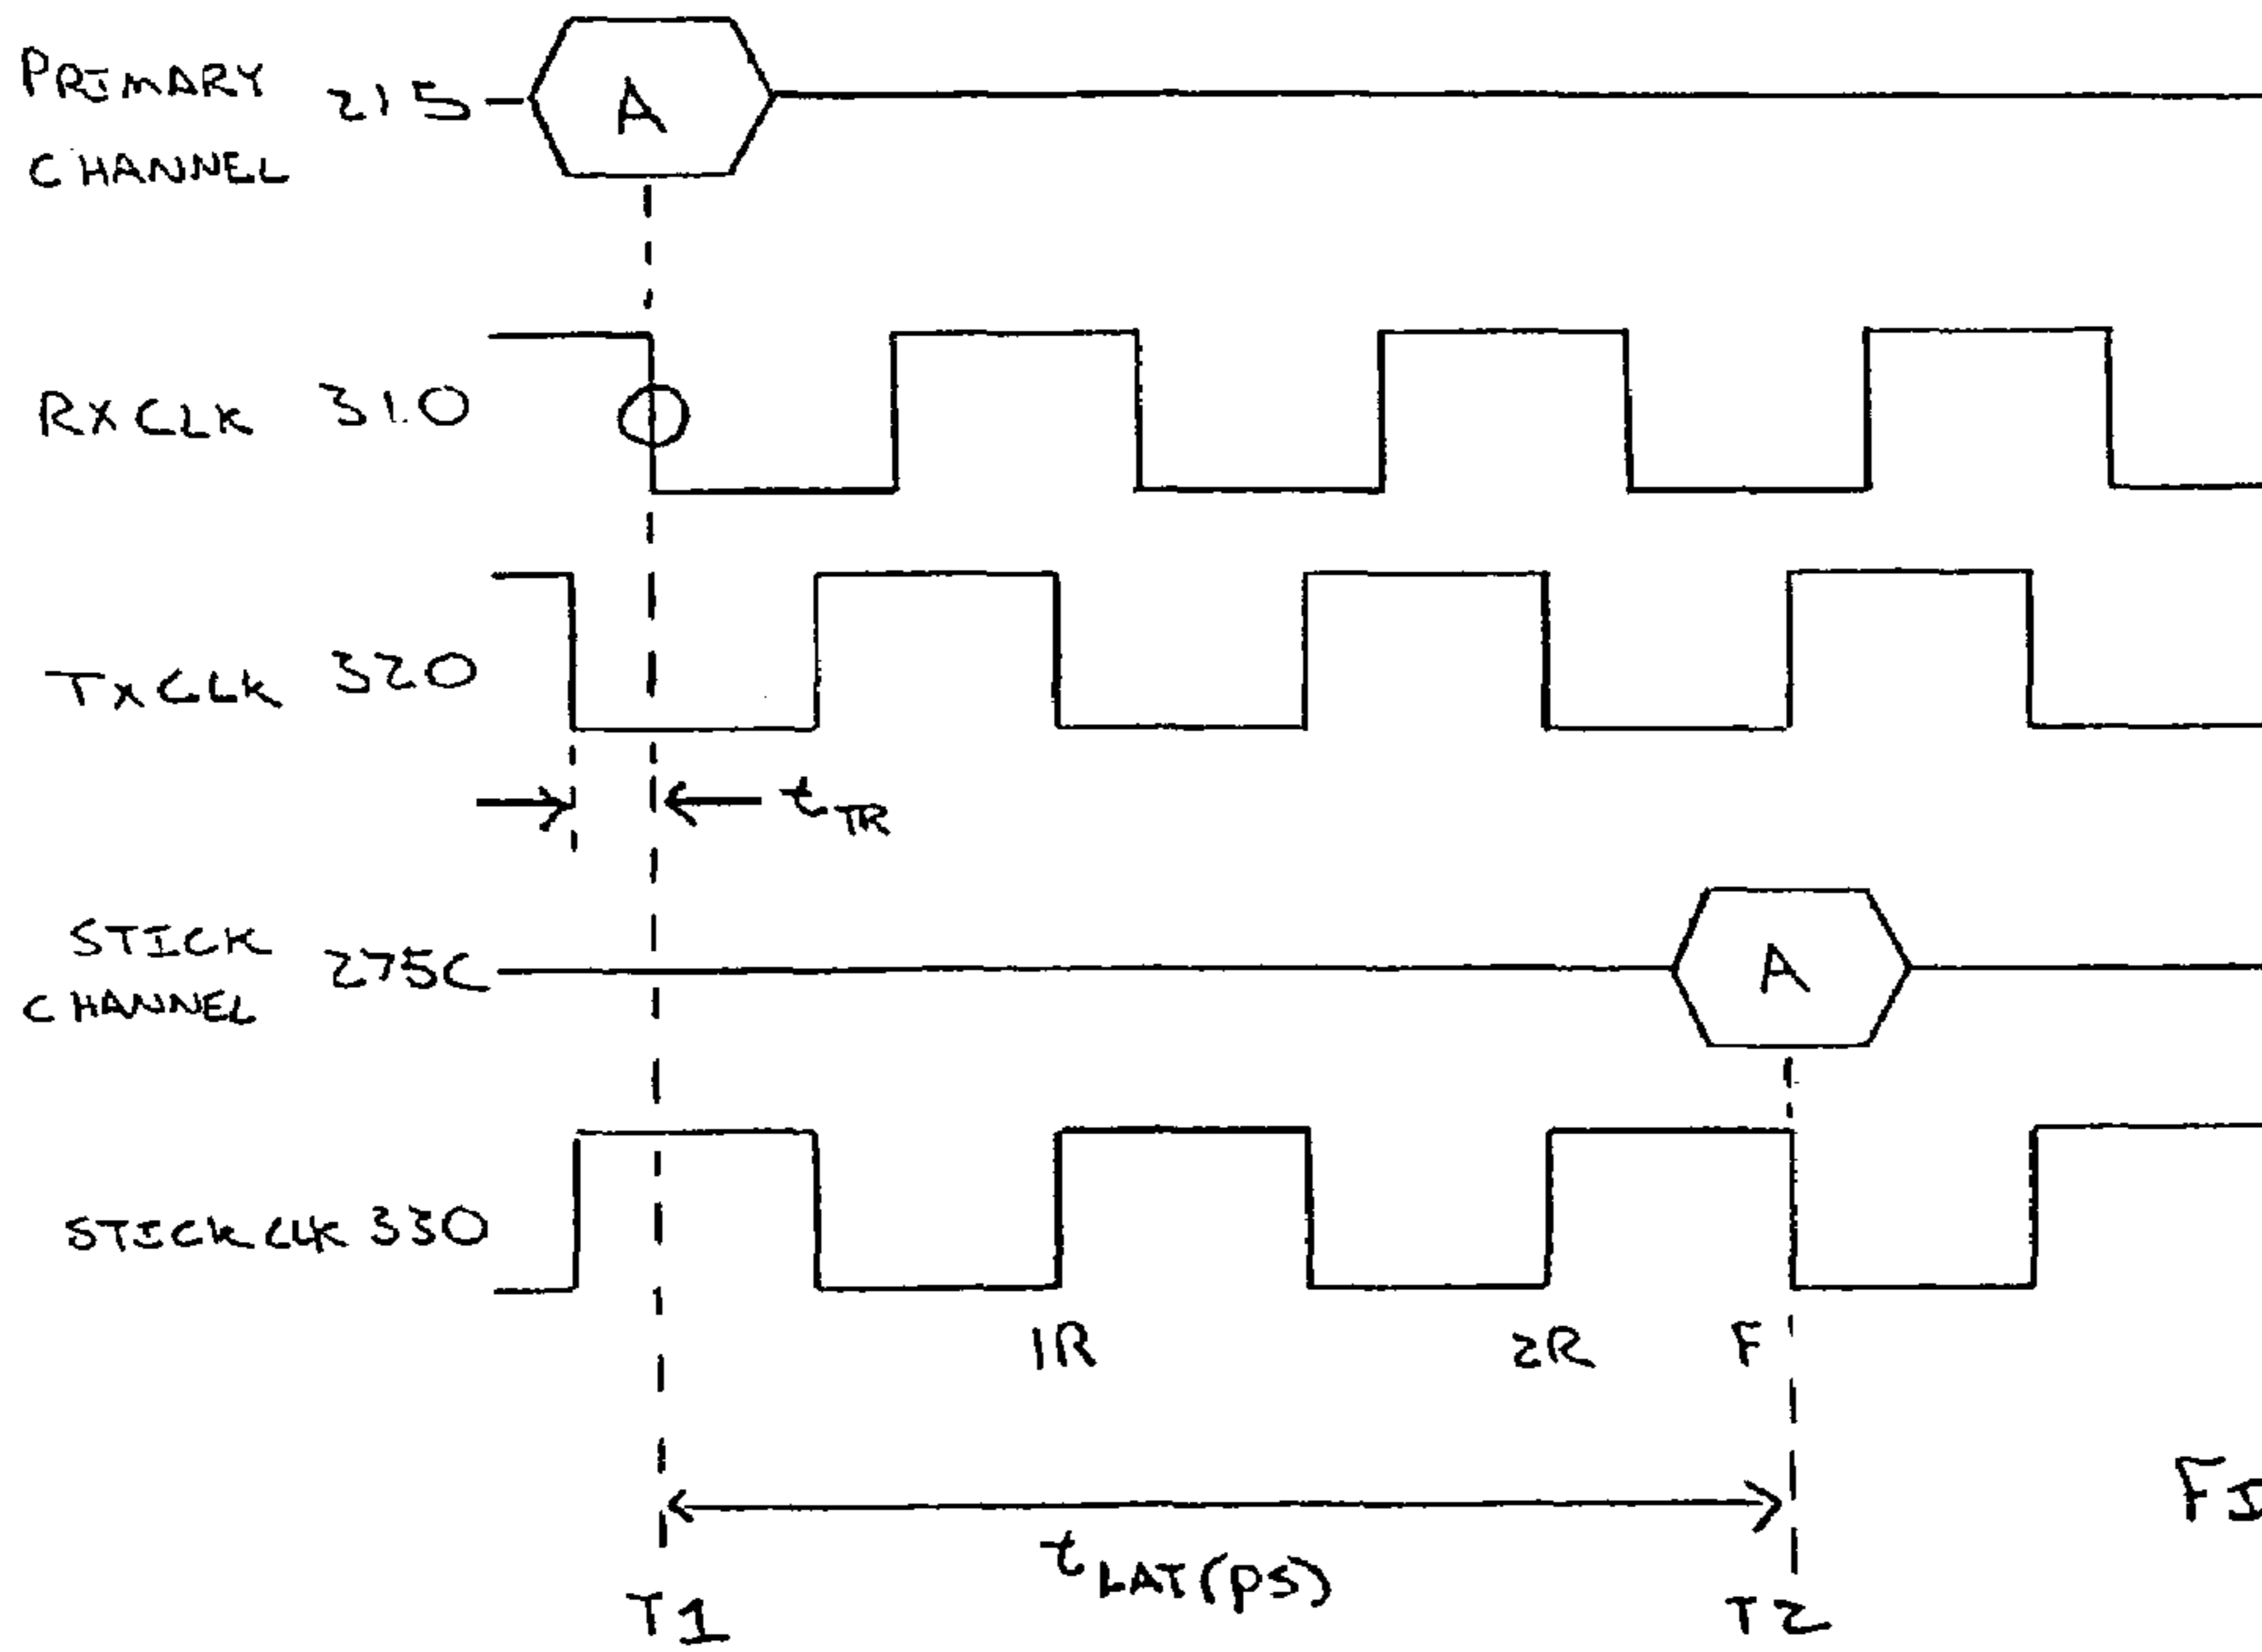 PRIMARY
CHANNEL
215
A
RXCLK 310
TXCLK 320
tTR
STICK
CHANNEL
275C
A
STICKCLK 330
1R 2R F
tLAT(ps)
T1 T2